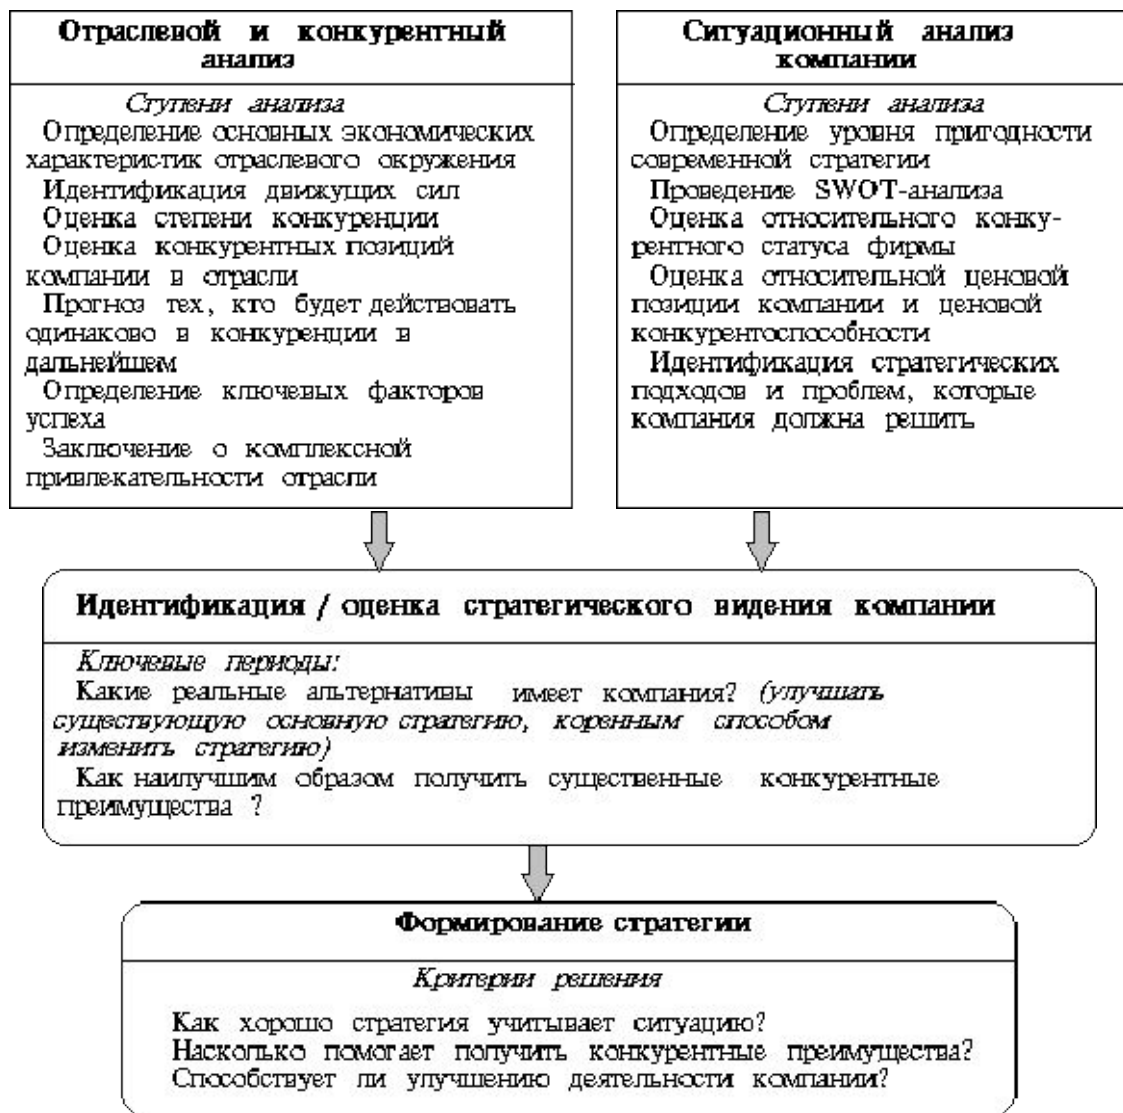 Отраслевой и конкурентный
анализ
Ступени анализа
Определение основных экономических
характеристик отраслевого окружения
Идентификация движущих сил
Оценка степени конкуренции
Оценка конкурентных позиций
компании в отрасли
Прогноз тех, кто будет действовать
одинаково в конкуренции в
дальнейшем
Определение ключевых факторов
успеха
Заключение о комплексной
привлекательности отрасли
Ситуационный анализ
компании
Ступени анализа
Определение уровня пригодности
современной стратегии
Проведение SWOT-анализа
Оценка относительного конку-
рентного статуса фирмы
Оценка относительной ценовой
позиции компании и ценовой
конкурентоспособности
Идентификация стратегических
подходов и проблем, которые
компания должна решить
Идентификация / оценка стратегического видения компании
Ключевые периоды:
Какие реальные альтернативы имеет компания? (улучшать
существующую основную стратегию, коренным способом
изменить стратегию)
Как наилучшим образом получить существенные конкурентные
преимущества ?
Формирование стратегии
Критерии решения
Как хорошо стратегия учитывает ситуацию?
Насколько помогает получить конкурентные преимущества?
Способствует ли улучшению деятельности компании?